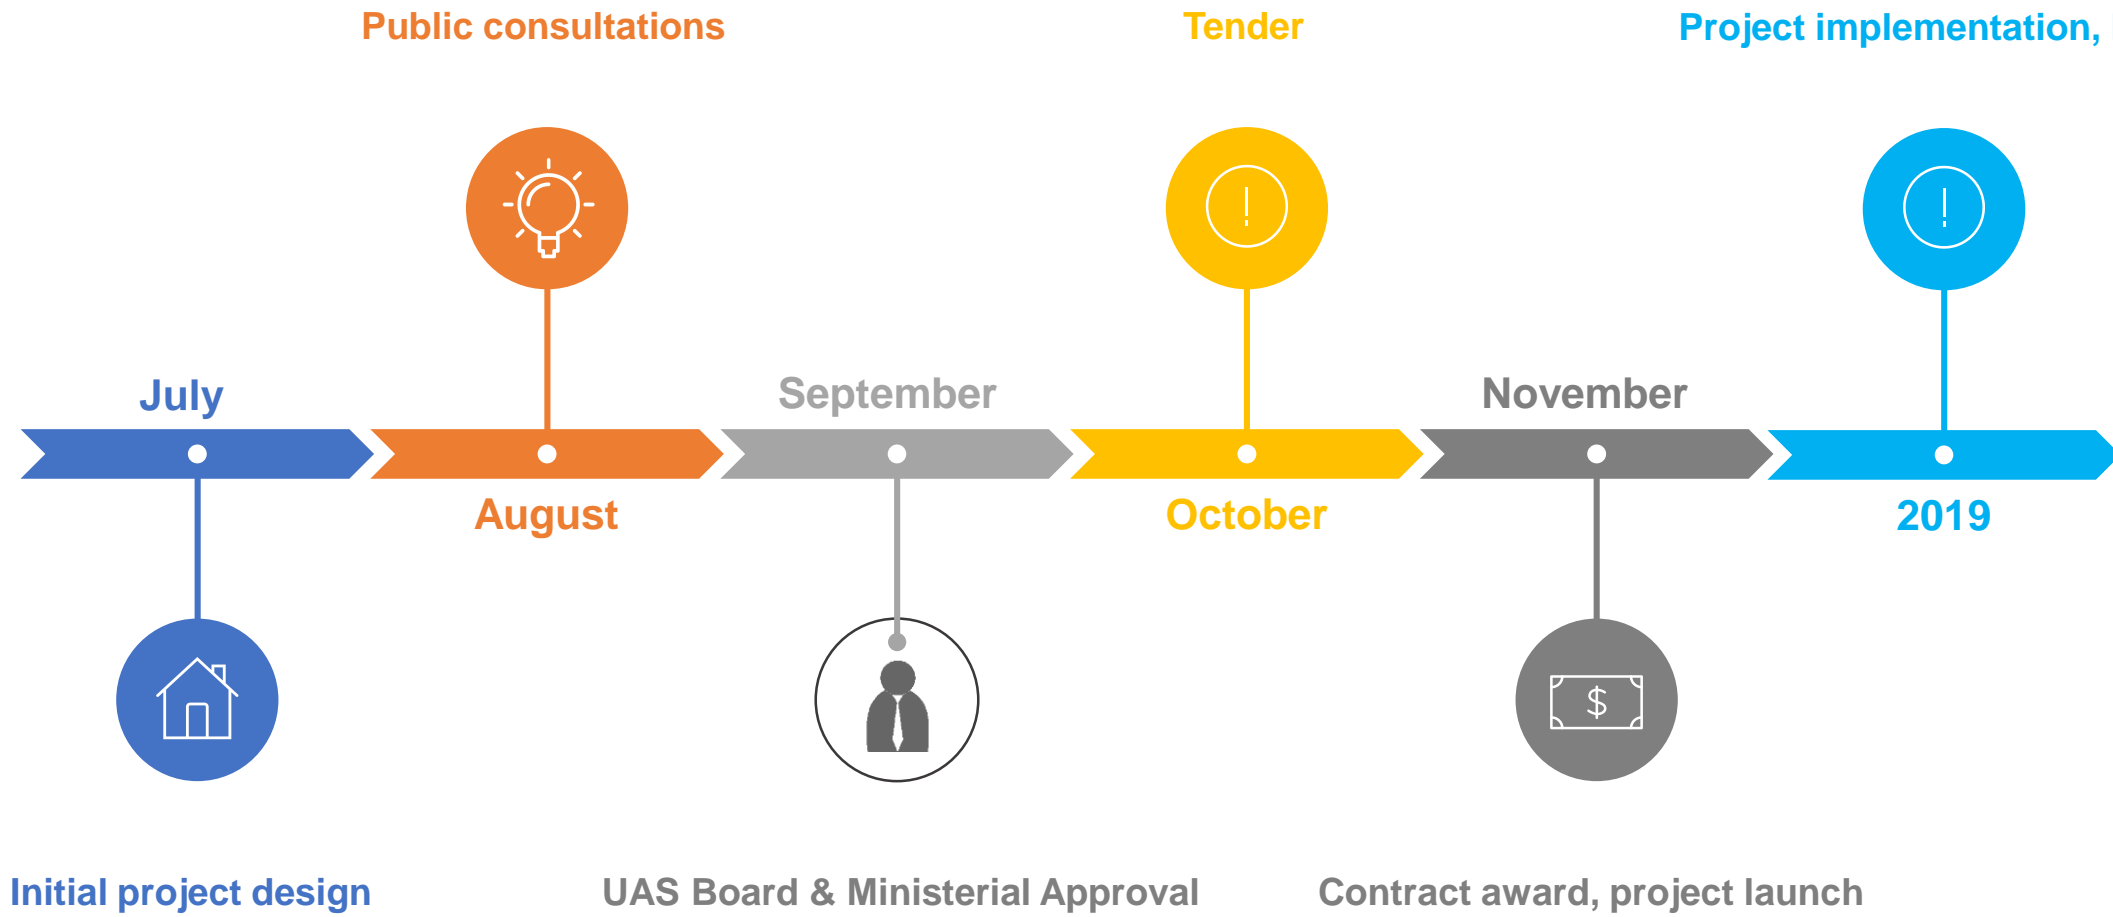 Public consultations
Tender
Project implementation,
July
September
November
August
October
2019
$
Initial project design
UAS Board & Ministerial Approval
Contract award, project launch